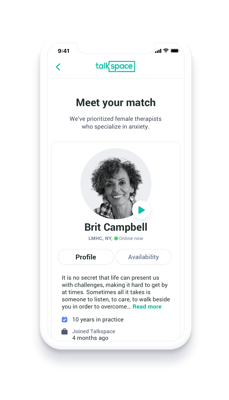 9:41
talkspace
Meet your match
We've prioritized female therapists
who specialize in anxiety.
Brit Campbell
LMHC, NY, Online now
Profile
Availability
It is no secret that life can present us
with challenges, making it hard to get by
at times. Sometimes all it takes is
someone to listen, to care, to walk beside
you in order to overcome... Read more
10 years in practice
Joined Talkspace
4 months ago